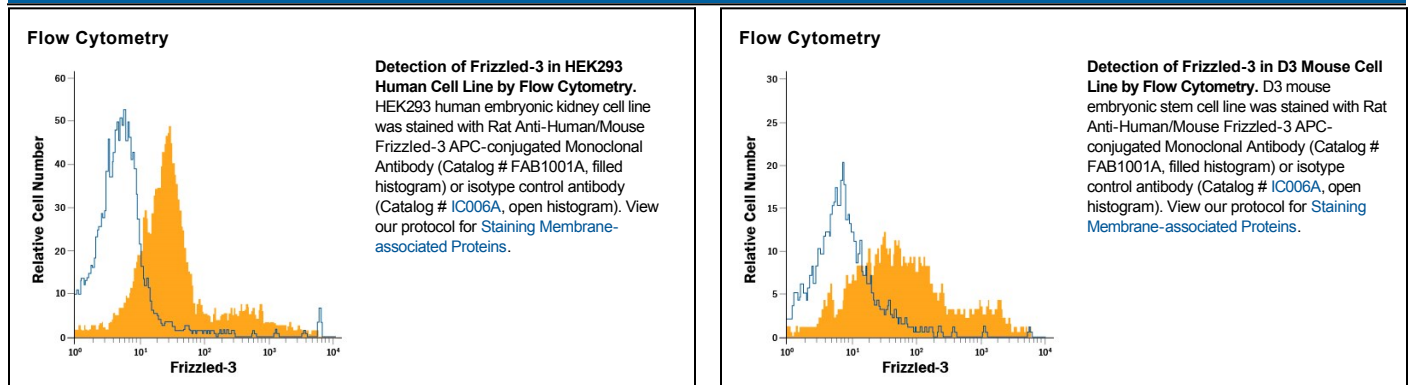 Flow Cytometry
60
50
40
30
20
10
0
Relative Cell Number
10⁰ 10¹ 10² 10³ 10⁴
Frizzled-3
Detection of Frizzled-3 in HEK293
Human Cell Line by Flow Cytometry.
HEK293 human embryonic kidney cell line
was stained with Rat Anti-Human/Mouse
Frizzled-3 APC-conjugated Monoclonal
Antibody (Catalog # FAB1001A, filled
histogram) or isotype control antibody
(Catalog # IC006A, open histogram). View
our protocol for Staining Membrane-
associated Proteins.
Flow Cytometry
30
25
20
15
10
5
0
Relative Cell Number
10⁰ 10¹ 10² 10³ 10⁴
Frizzled-3
Detection of Frizzled-3 in D3 Mouse Cell
Line by Flow Cytometry. D3 mouse
embryonic stem cell line was stained with Rat
Anti-Human/Mouse Frizzled-3 APC-
conjugated Monoclonal Antibody (Catalog #
FAB1001A, filled histogram) or isotype
control antibody (Catalog # IC006A, open
histogram). View our protocol for Staining
Membrane-associated Proteins.